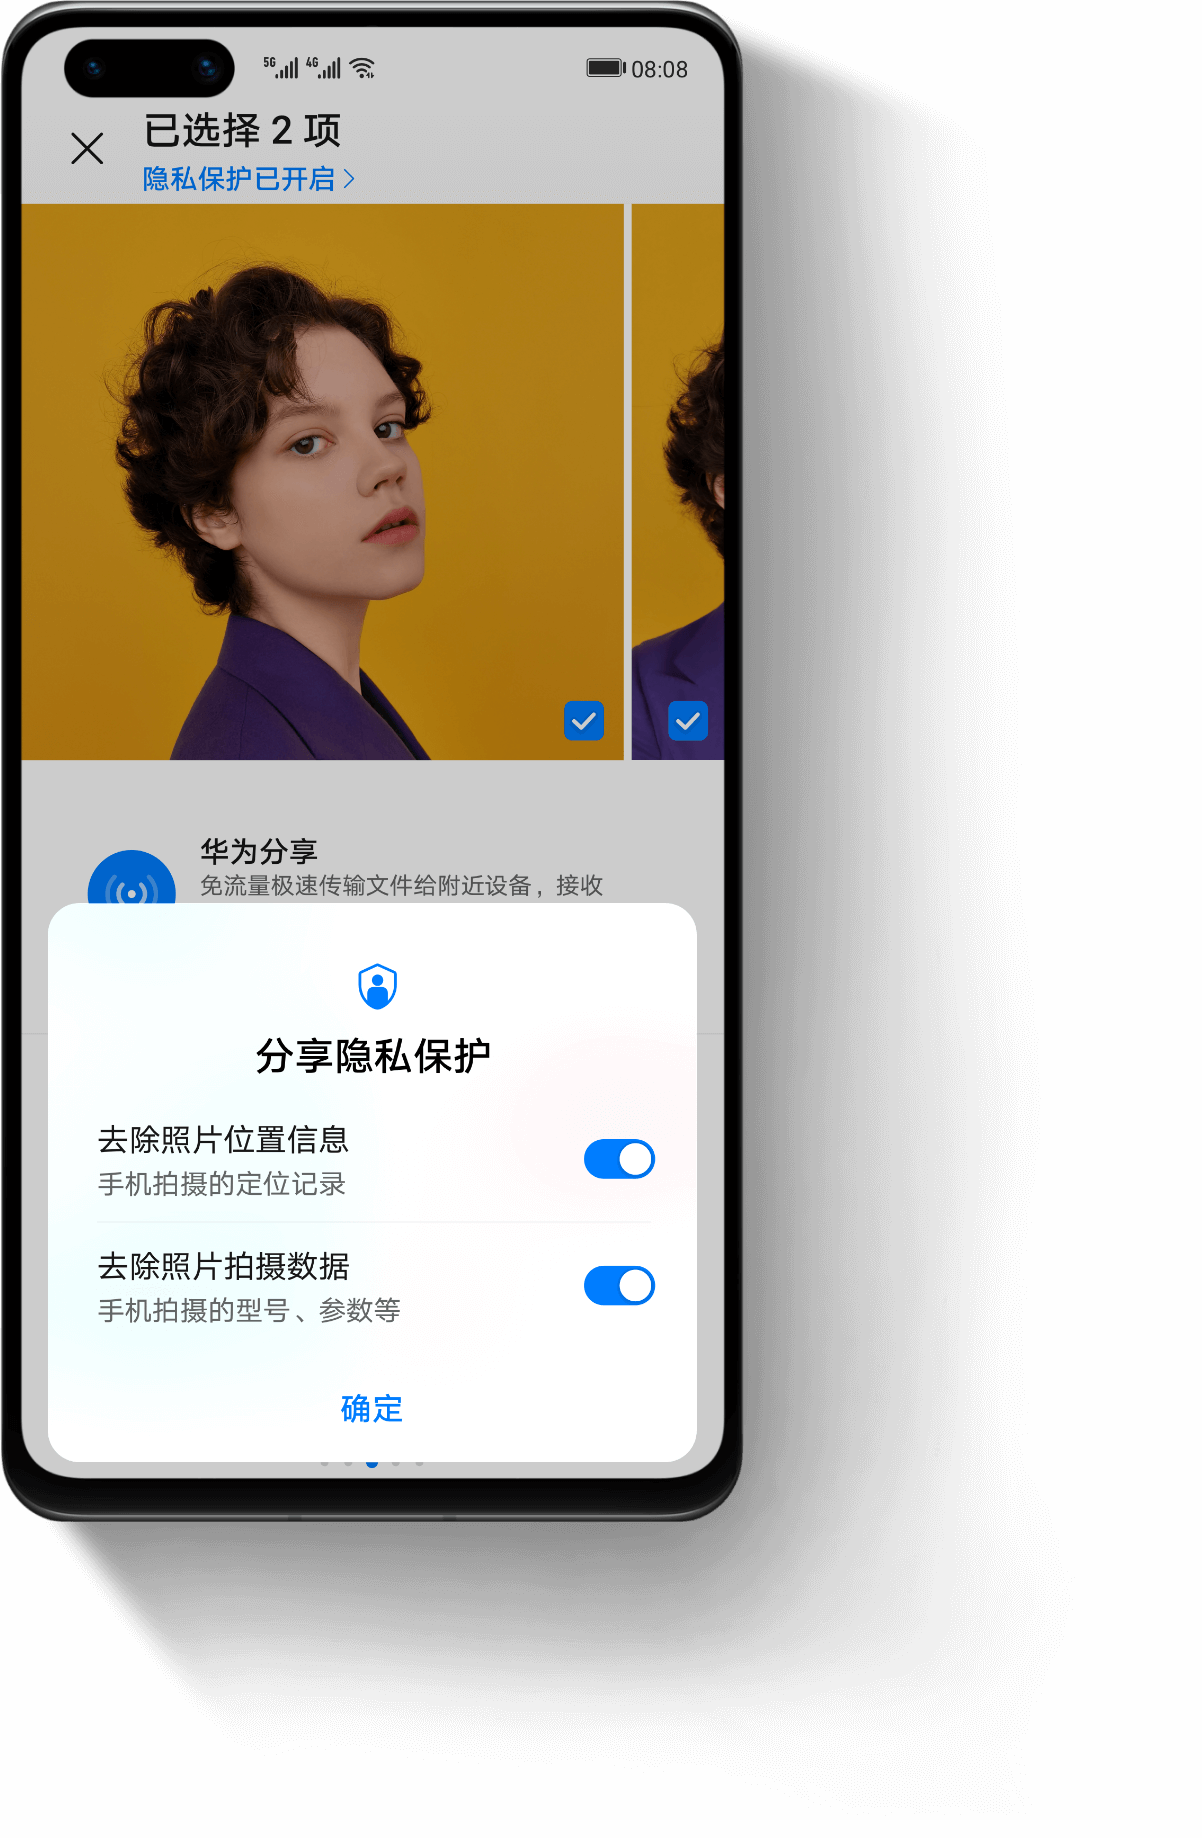 5G 4G 08:08
已选择 2 项
隐私保护已开启
华为分享
免流量极速传输文件给附近设备，接收
分享隐私保护
去除照片位置信息
手机拍摄的定位记录
去除照片拍摄数据
手机拍摄的型号、参数等
确定